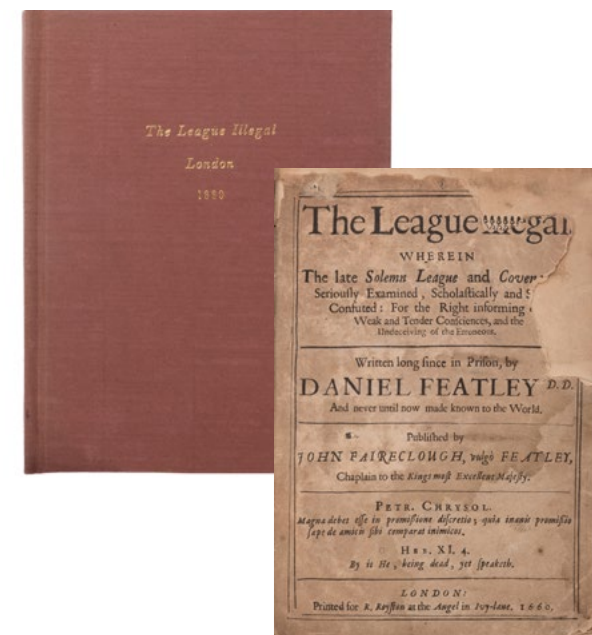 The League Illegal
London
The League Illegal.
WHEREIN
The late Solemn League and Coven
Seriously Examined, Scholaſtically and S
Confuted: For the Right informing
Weak and Tender Conſciences, and the
Undeceiving of the Erroneous.
Written long ſince in Priſon, by
DANIEL FEATLEY D.D.
And never until now made known to the World.
Publiſhed by
JOHN FAIRECLOUGH, vulgò FEATLEY,
Chaplain to the Kings moſt Excellent Majeſty.
PETR. CHRYSOL.
Magna debet eſſe in promiſſione diſcretio; quia inanis promiſſio
ſæpe de amicis ſibi comparat inimicos.
HEB. XI. 4.
By it He, being dead, yet ſpeaketh.
LONDON:
Printed for R. Royſton at the Angel in Ivy-lane. 1660.